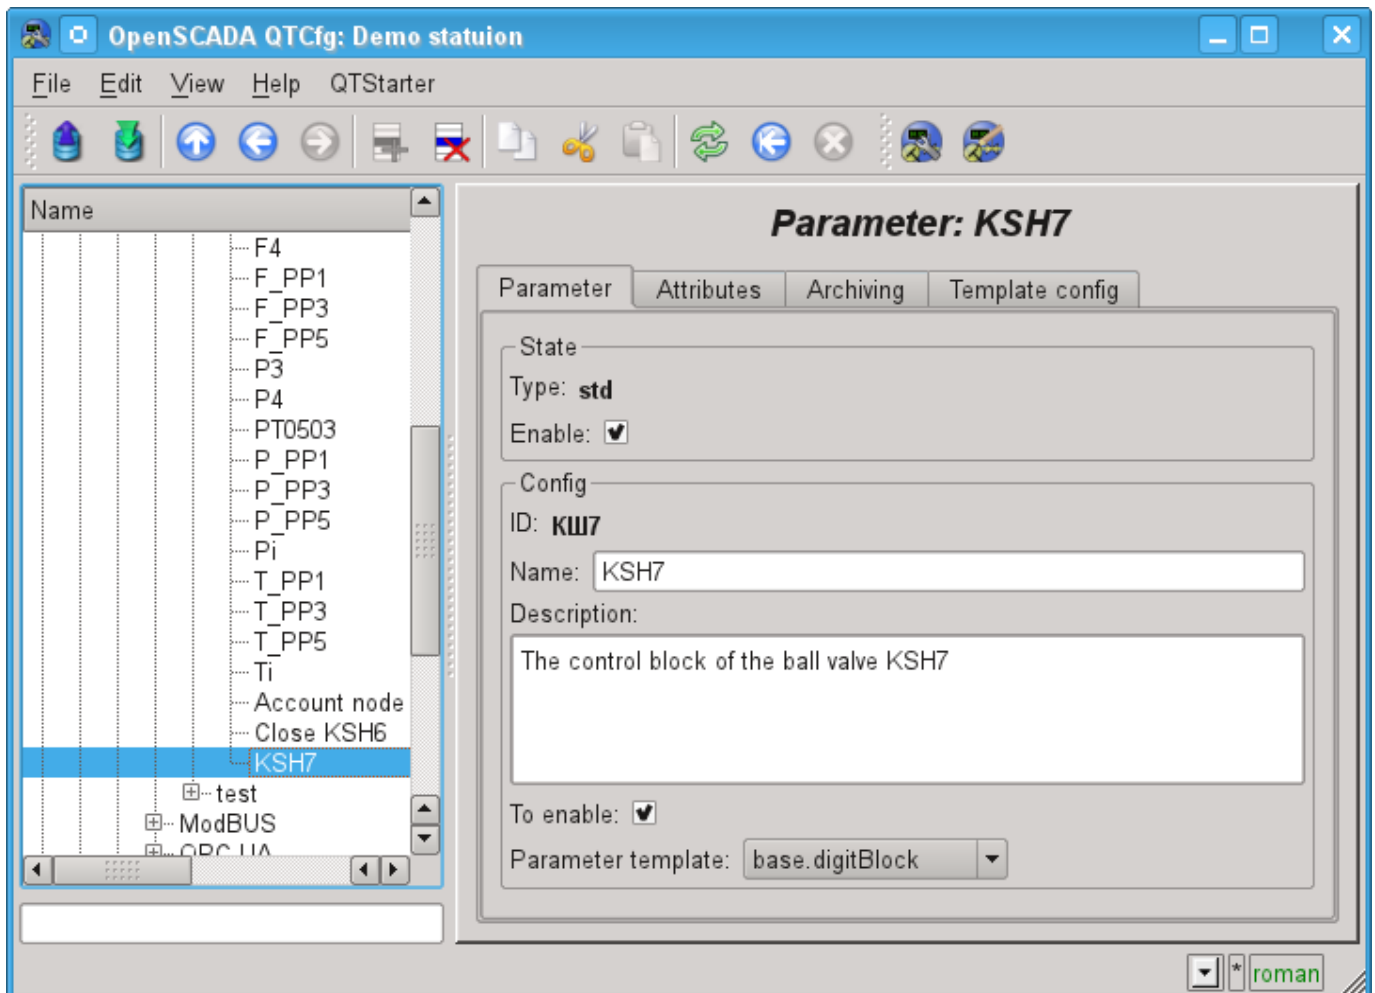 OpenSCADA QTCfg: Demo statuion
File Edit View Help QTStarter
Name
F4
F_PP1
F_PP3
F_PP5
P3
P4
PT0503
P_PP1
P_PP3
P_PP5
Pi
T_PP1
T_PP3
T_PP5
Ti
Account node
Close KSH6
KSH7
test
ModBUS
OPC UA
Parameter: KSH7
Parameter Attributes Archiving Template config
State
Type: std
Enable:
Config
ID: КШ7
Name: KSH7
Description:
The control block of the ball valve KSH7
To enable:
Parameter template: base.digitBlock
* roman